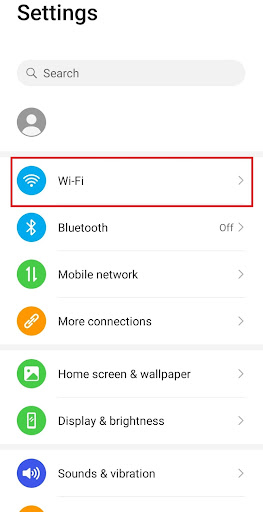 Settings
Search
Wi-Fi
Bluetooth Off
Mobile network
More connections
Home screen & wallpaper
Display & brightness
Sounds & vibration